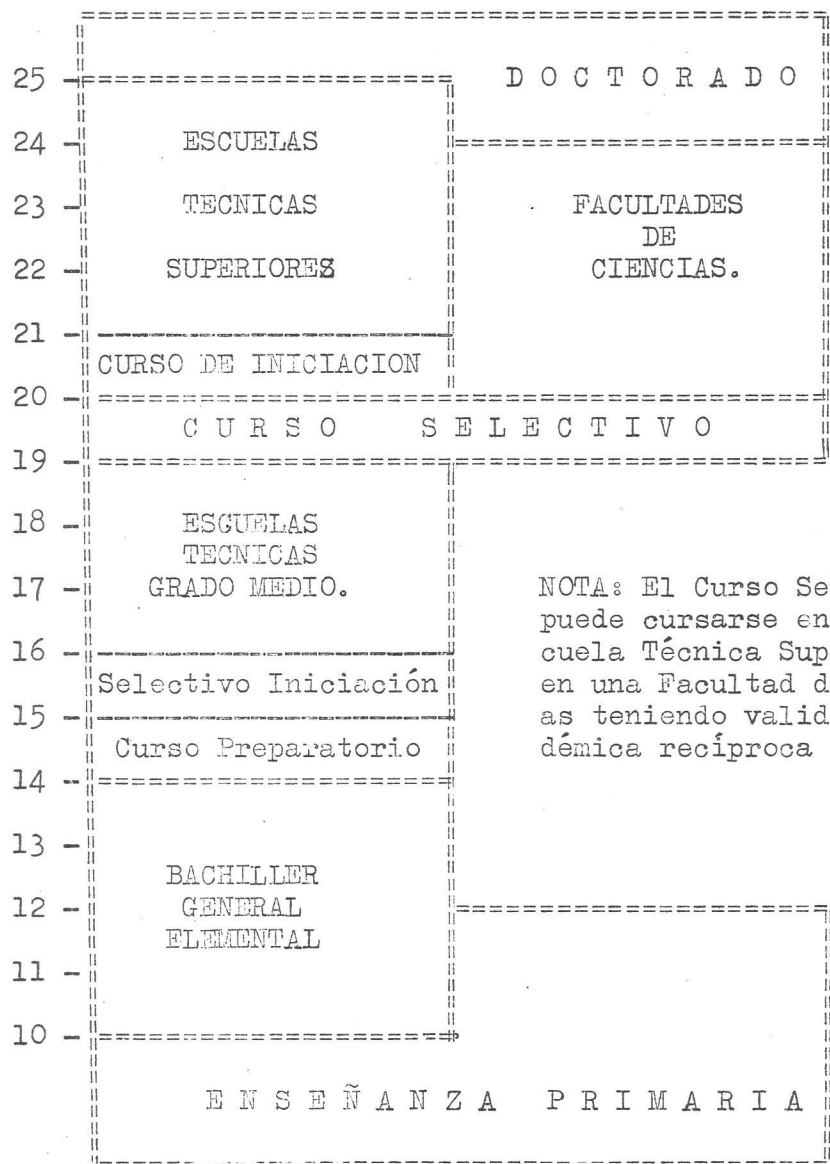 25 - DOCTORADO
24 - ESCUELAS
23 - TECNICAS FACULTADES
DE
22 - SUPERIORES CIENCIAS.
21 -
CURSO DE INICIACION
20 -
CURSO SELECTIVO
19 -
18 - ESCUELAS
TECNICAS
17 - GRADO MEDIO. NOTA: El Curso Se
puede cursarse en
16 - cuela Técnica Sup
Selectivo Iniciación en una Facultad d
15 - as teniendo valid
Curso Preparatorio démica recíproca
14 -
13 -
BACHILLER
12 - GENERAL
ELEMENTAL
11 -
10 -
ENSEÑANZA PRIMARIA